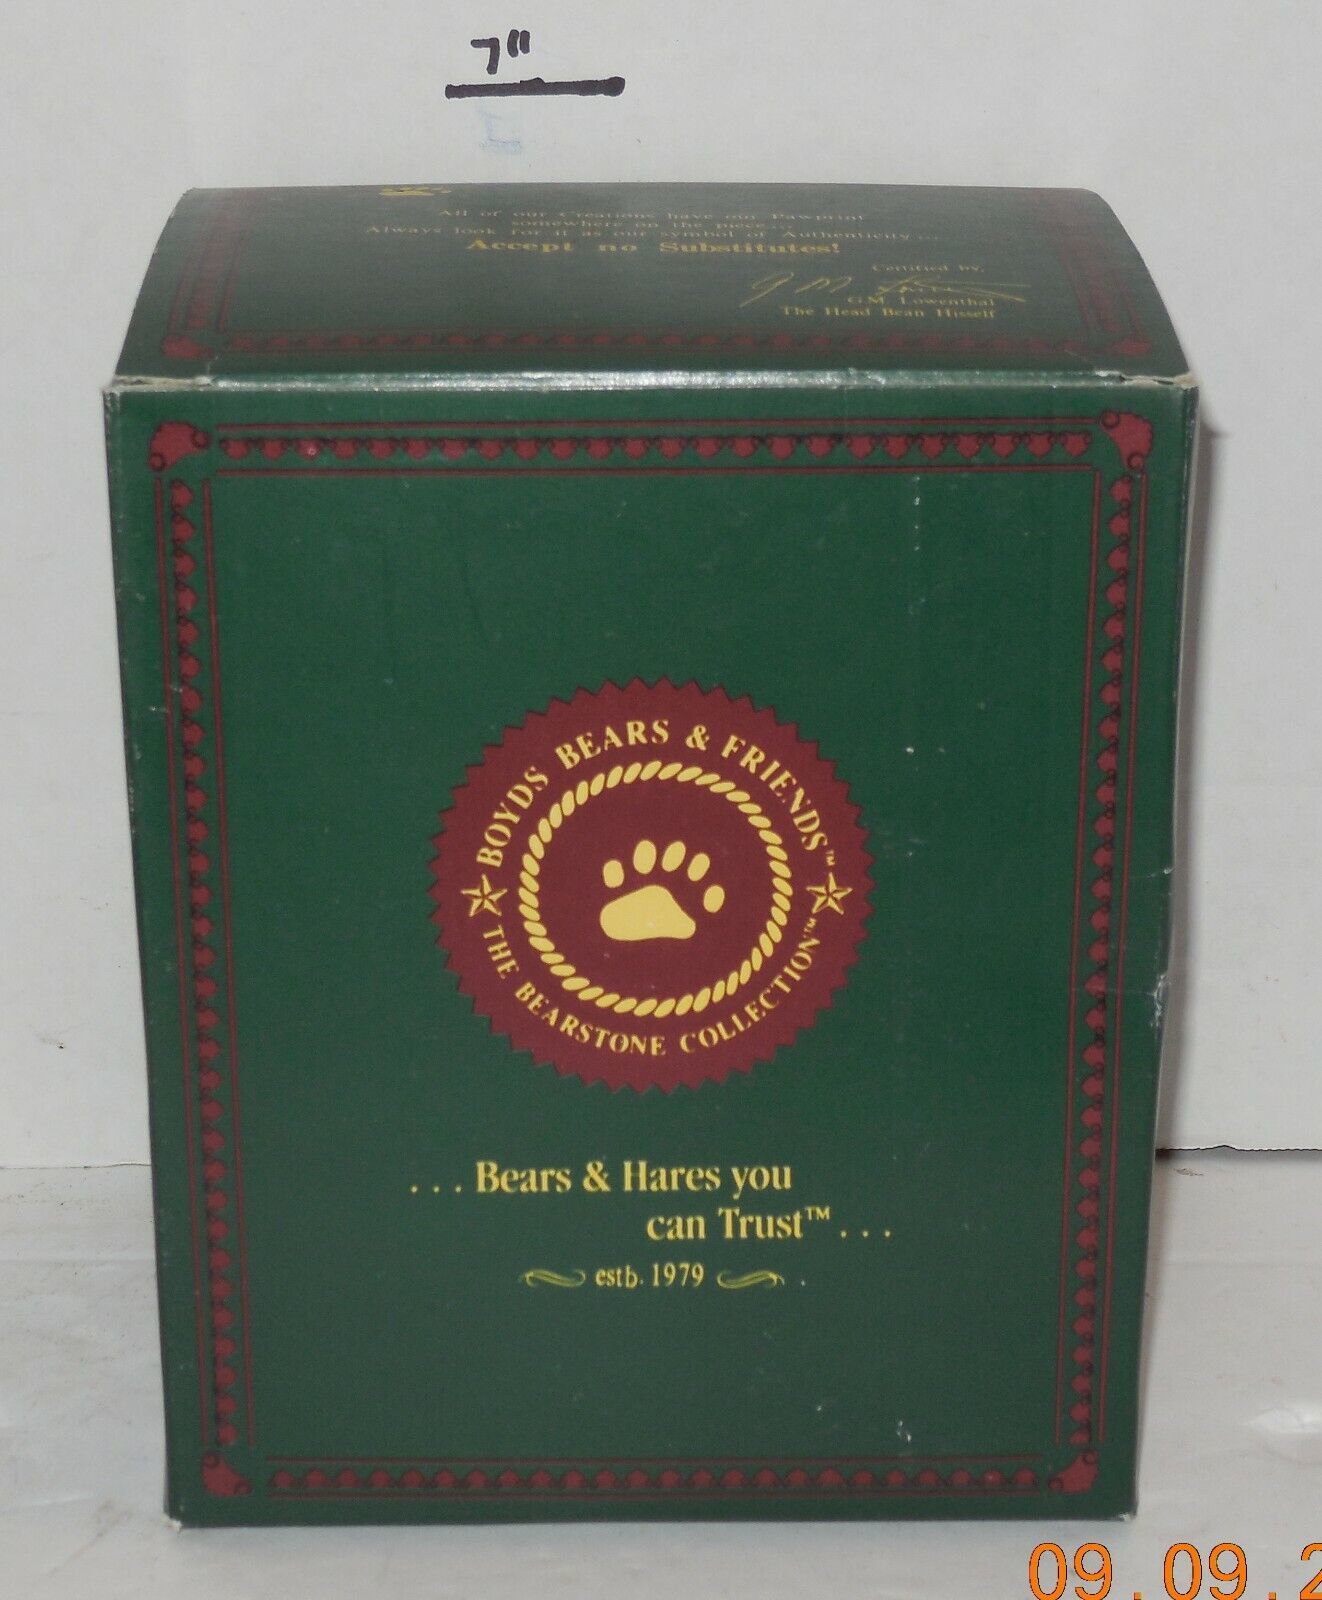 7"
All of our Creations have our Pawprint
somewhere on the piece...
Always look for it as our symbol of Authenticity...
Accept no Substitutes!
Certified by,
G.M. Lowenthal
The Head Bean Hisself
BOYDS BEARS & FRIENDS™
THE BEARSTONE COLLECTION™
...Bears & Hares you
can Trust™...
estb. 1979
09.09.2